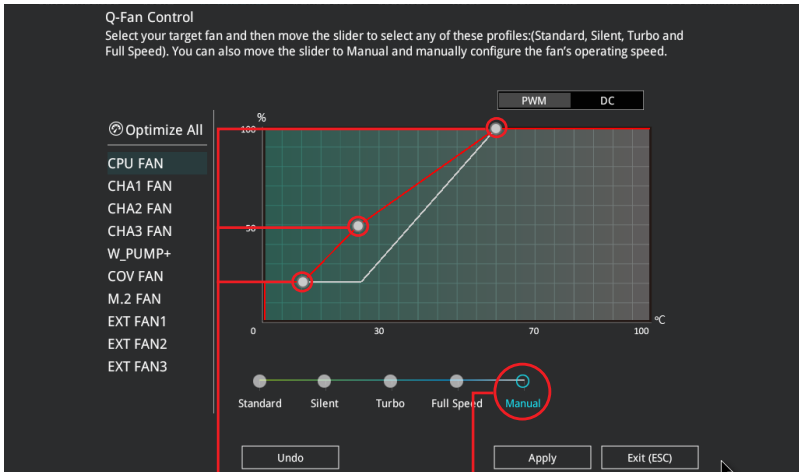 Q-Fan Control
Select your target fan and then move the slider to select any of these profiles:(Standard, Silent, Turbo and
Full Speed). You can also move the slider to Manual and manually configure the fan's operating speed.
PWM DC
%
Optimize All
100
CPU FAN
CHA1 FAN
CHA2 FAN
CHA3 FAN
50
W_PUMP+
COV FAN
M.2 FAN
EXT FAN1
°C
0 30 70 100
EXT FAN2
EXT FAN3
Standard Silent Turbo Full Speed Manual
Undo Apply Exit (ESC)